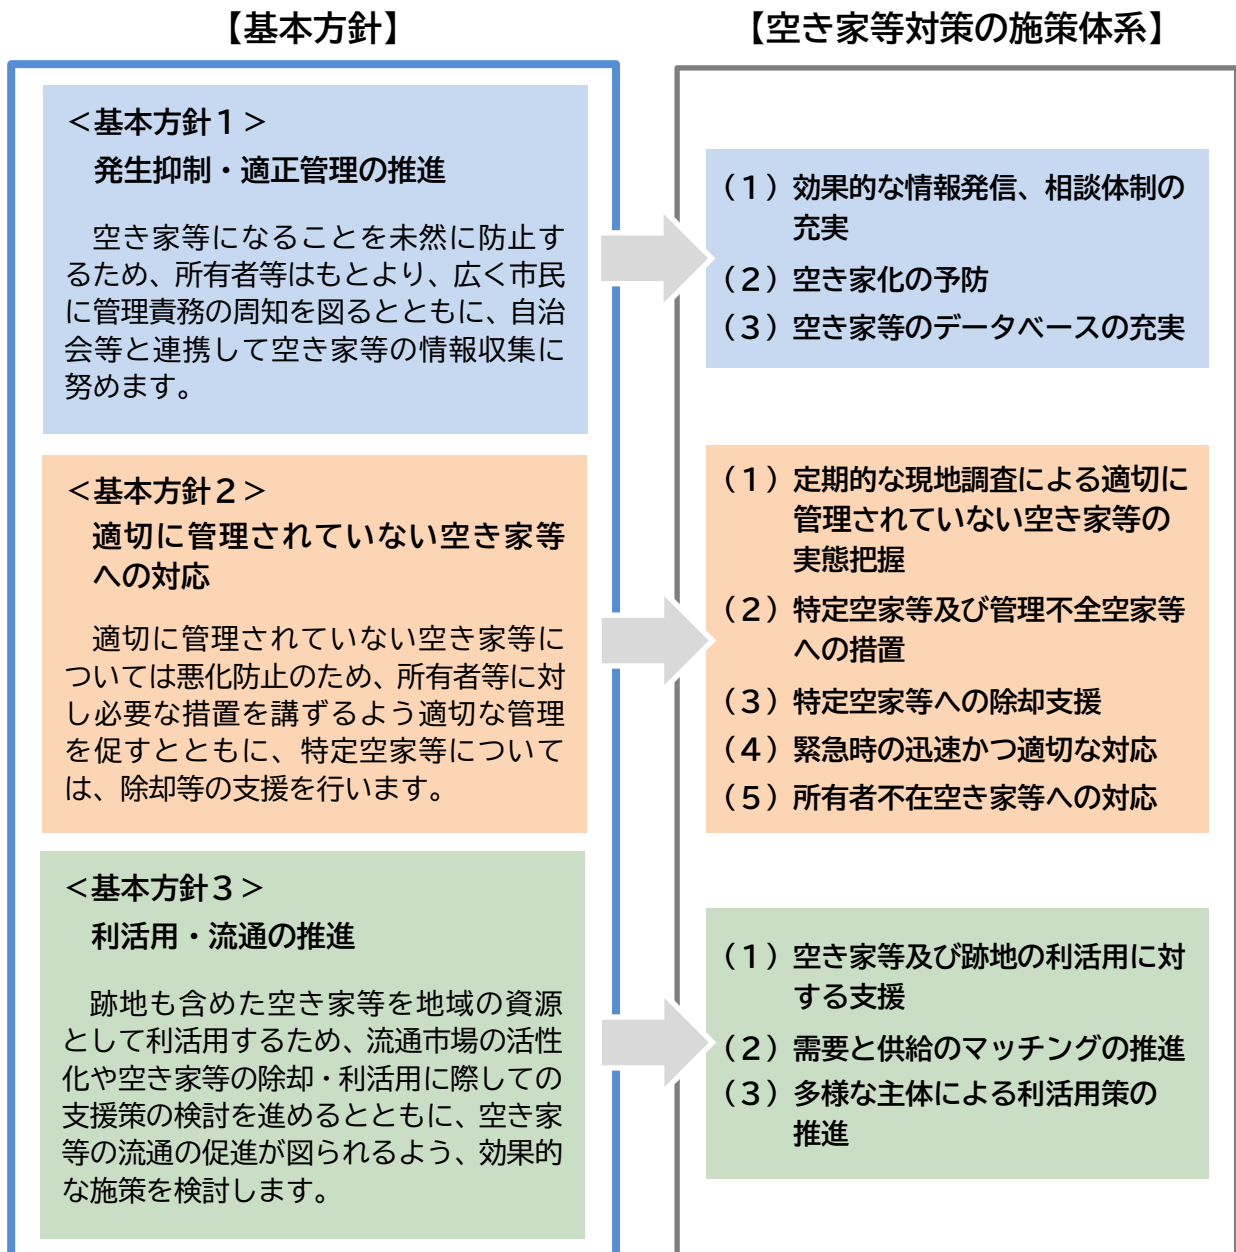 【基本方針】
＜基本方針１＞
発生抑制・適正管理の推進
空き家等になることを未然に防止す
るため、所有者等はもとより、広く市民
に管理責務の周知を図るとともに、自治
会等と連携して空き家等の情報収集に
努めます。
＜基本方針２＞
適切に管理されていない空き家等
への対応
適切に管理されていない空き家等に
ついては悪化防止のため、所有者等に対
し必要な措置を講ずるよう適切な管理
を促すとともに、特定空家等について
は、除却等の支援を行います。
＜基本方針３＞
利活用・流通の推進
跡地も含めた空き家等を地域の資源
として利活用するため、流通市場の活性
化や空き家等の除却・利活用に際しての
支援策の検討を進めるとともに、空き家
等の流通の促進が図られるよう、効果的
な施策を検討します。
【空き家等対策の施策体系】
（１）効果的な情報発信、相談体制の
充実
（２）空き家化の予防
（３）空き家等のデータベースの充実
（１）定期的な現地調査による適切に
管理されていない空き家等の
実態把握
（２）特定空家等及び管理不全空家等
への措置
（３）特定空家等への除却支援
（４）緊急時の迅速かつ適切な対応
（５）所有者不在空き家等への対応
（１）空き家等及び跡地の利活用に対
する支援
（２）需要と供給のマッチングの推進
（３）多様な主体による利活用策の
推進